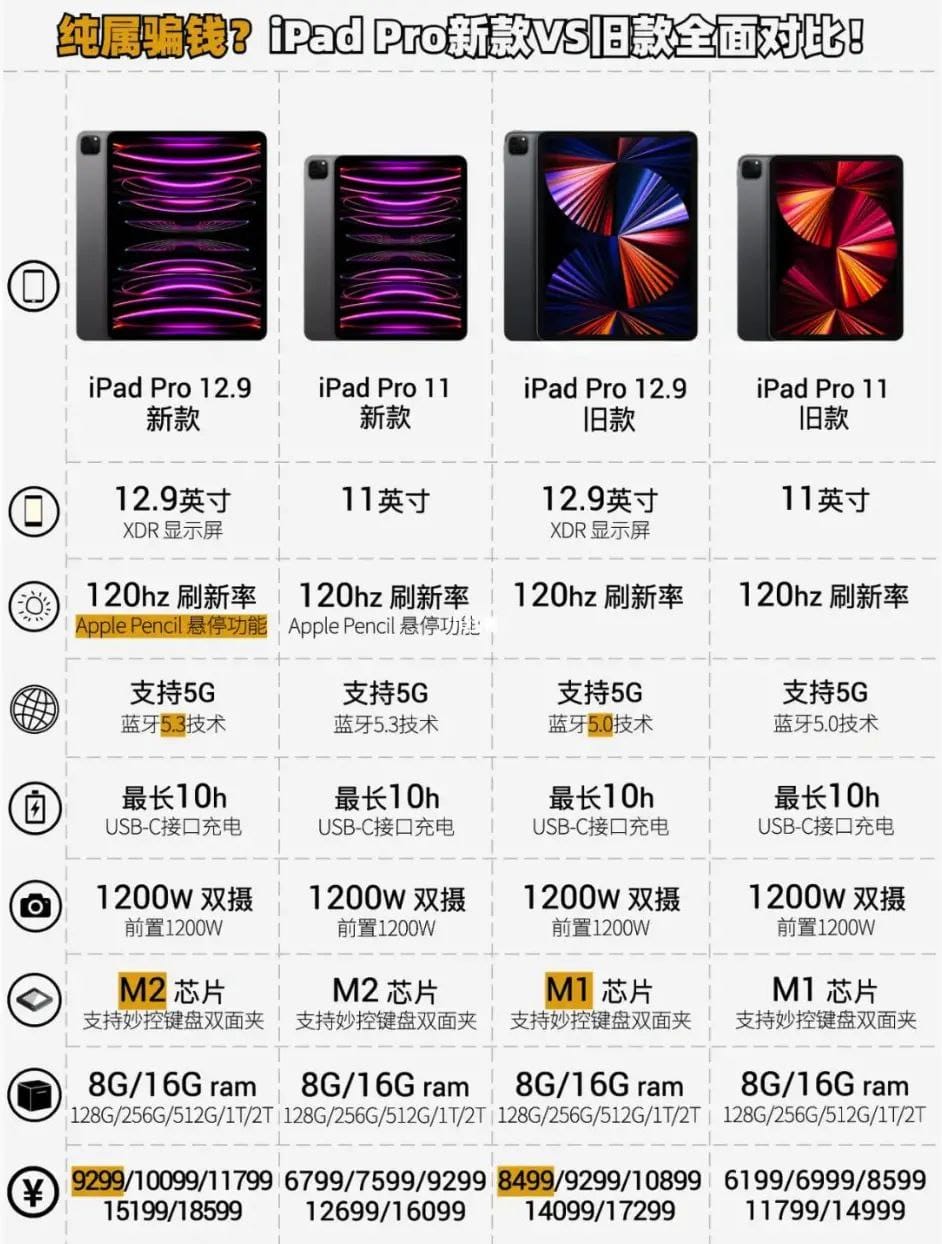 纯属骗钱？iPad Pro新款VS旧款全面对比！
iPad Pro 12.9
新款
iPad Pro 11
新款
iPad Pro 12.9
旧款
iPad Pro 11
旧款
12.9英寸
XDR 显示屏
11英寸
12.9英寸
XDR 显示屏
11英寸
120hz 刷新率
Apple Pencil 悬停功能
120hz 刷新率
Apple Pencil 悬停功能
120hz 刷新率
120hz 刷新率
支持5G
蓝牙5.3技术
支持5G
蓝牙5.3技术
支持5G
蓝牙5.0技术
支持5G
蓝牙5.0技术
最长10h
USB-C接口充电
最长10h
USB-C接口充电
最长10h
USB-C接口充电
最长10h
USB-C接口充电
1200W 双摄
前置1200W
1200W 双摄
前置1200W
1200W 双摄
前置1200W
1200W 双摄
前置1200W
M2 芯片
支持妙控键盘双面夹
M2 芯片
支持妙控键盘双面夹
M1 芯片
支持妙控键盘双面夹
M1 芯片
支持妙控键盘双面夹
8G/16G ram
128G/256G/512G/1T/2T
8G/16G ram
128G/256G/512G/1T/2T
8G/16G ram
128G/256G/512G/1T/2T
8G/16G ram
128G/256G/512G/1T/2T
¥
9299/10099/11799
15199/18599
6799/7599/9299
12699/16099
8499/9299/10899
14099/17299
6199/6999/8599
11799/14999